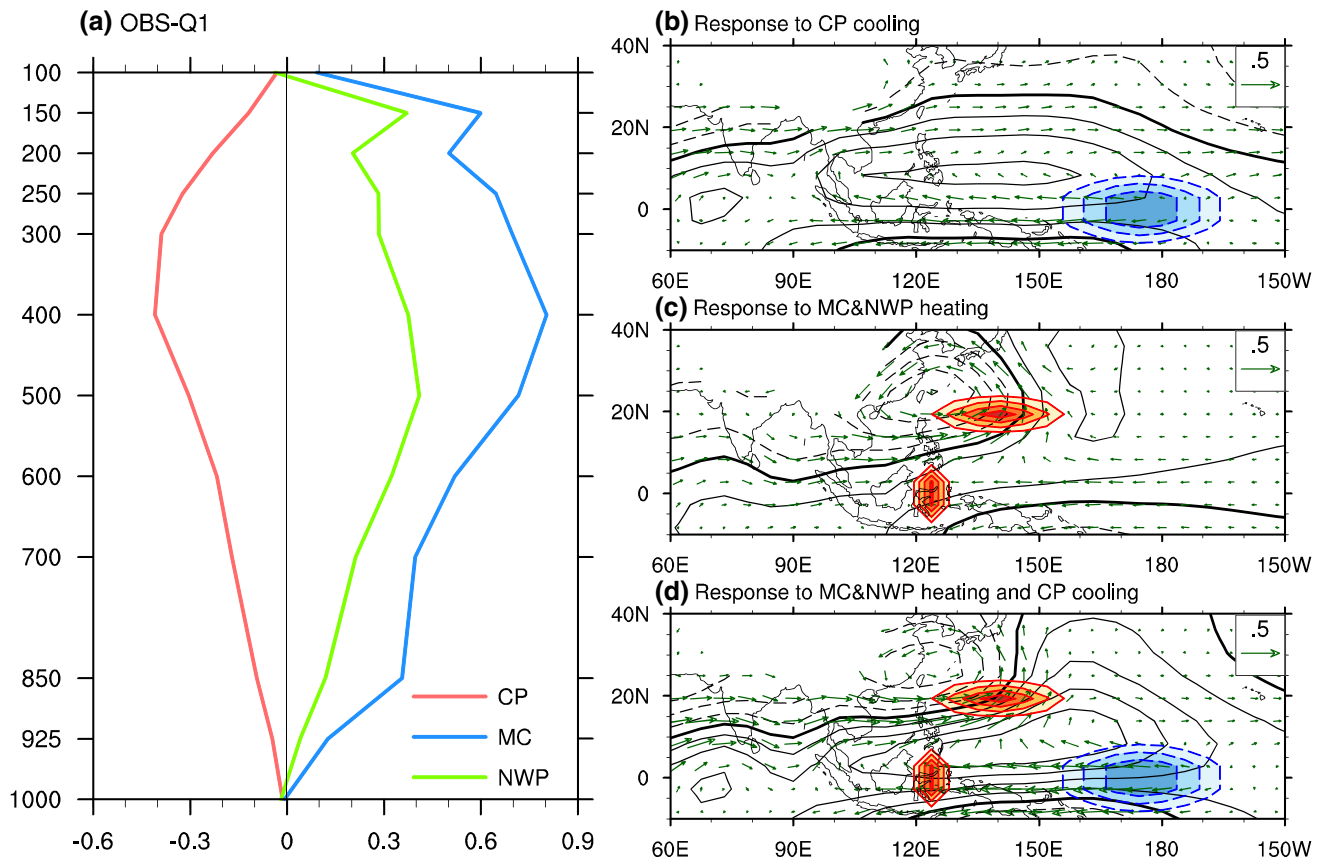 (a) OBS-Q1
100
150
200
250
300
400
500
600
700
850
925
1000
CP
MC
NWP
-0.6 -0.3 0 0.3 0.6 0.9
(b) Response to CP cooling
40N
20N
0
.5
60E 90E 120E 150E 180 150W
(c) Response to MC&NWP heating
40N
20N
0
.5
60E 90E 120E 150E 180 150W
(d) Response to MC&NWP heating and CP cooling
40N
20N
0
.5
60E 90E 120E 150E 180 150W